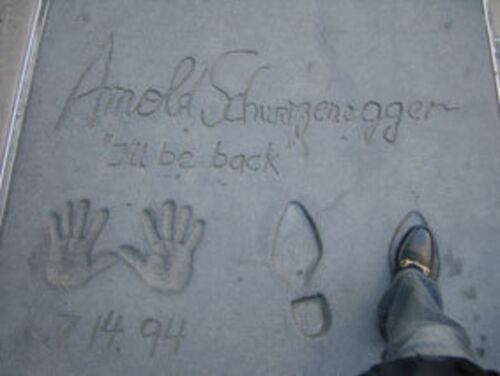 Arnold Schwarzenegger
"I'll be back"
7.14.94